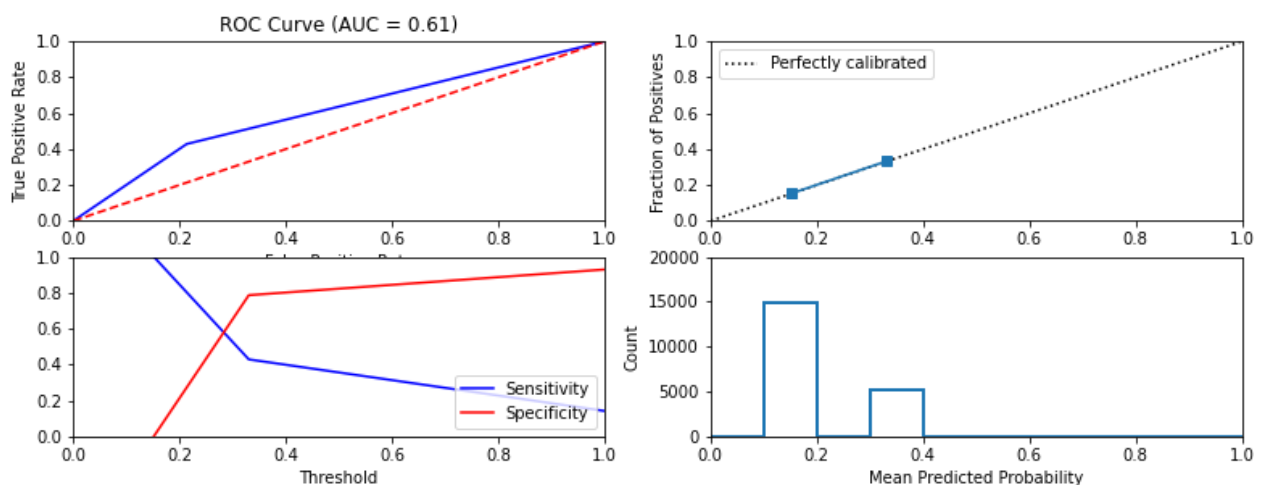 ROC Curve (AUC = 0.61)
True Positive Rate
1.0
0.8
0.6
0.4
0.2
0.0
0.0 0.2 0.4 0.6 0.8 1.0
Fraction of Positives
1.0
0.8
0.6
0.4
0.2
0.0
Perfectly calibrated
0.0 0.2 0.4 0.6 0.8 1.0
1.0
0.8
0.6
0.4
0.2
0.0
Sensitivity
Specificity
0.0 0.2 0.4 0.6 0.8 1.0
Threshold
Count
20000
15000
10000
5000
0
0.0 0.2 0.4 0.6 0.8 1.0
Mean Predicted Probability